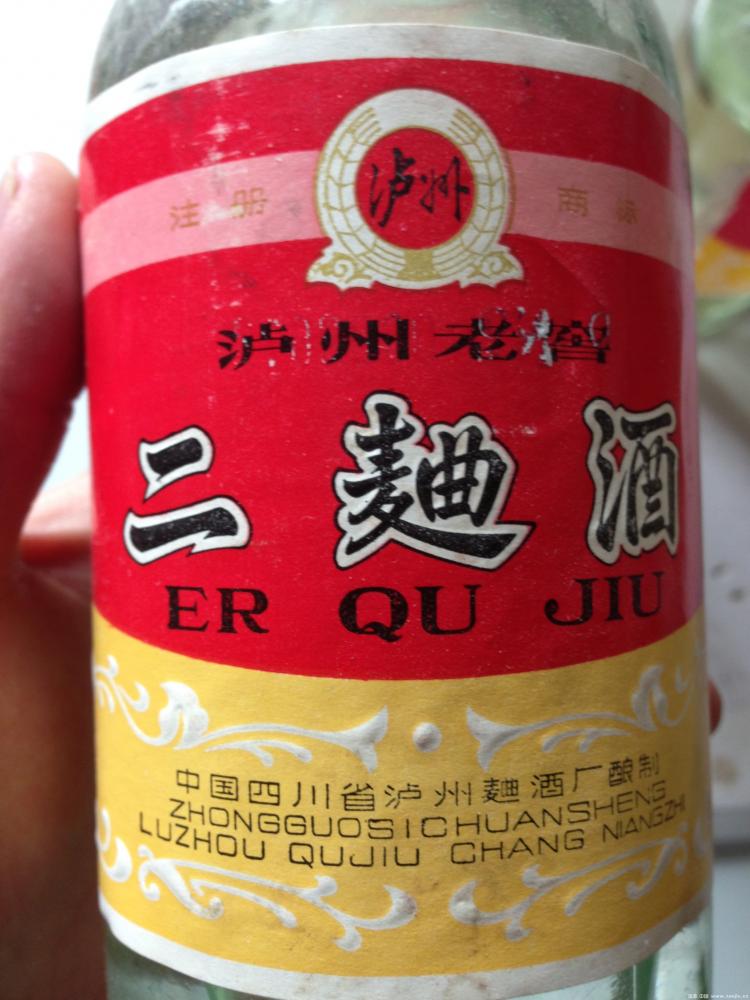 泸州
注册 商标
泸州老窖
二麯酒
ER QU JIU
中国四川省泸州麯酒厂酿制
ZHONGGUOSICHUANSHENG
LUZHOU QUJIU CHANG NIANGZHI